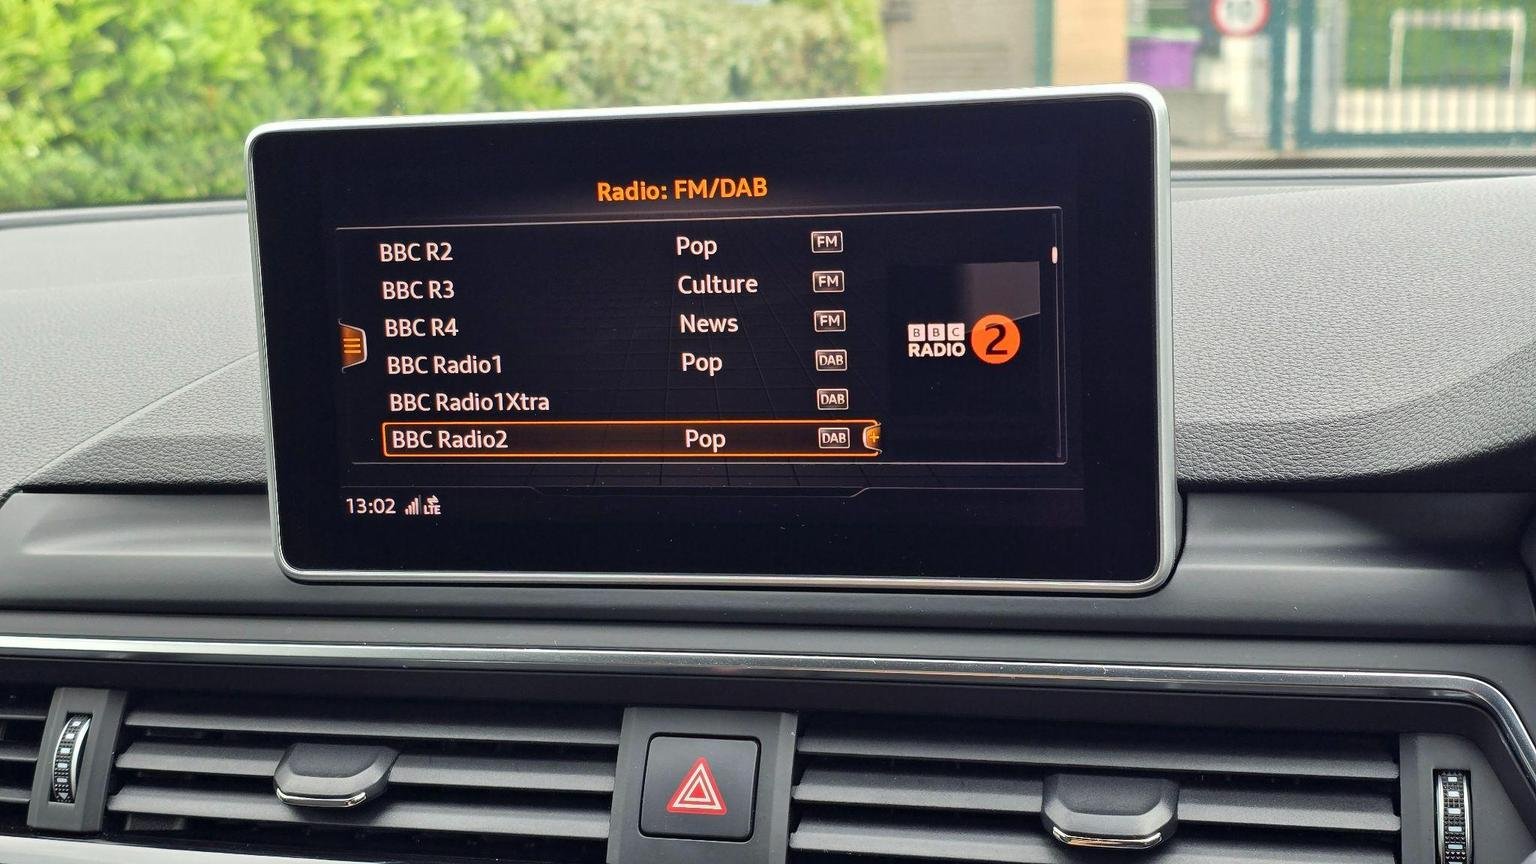 10
Radio: FM/DAB
BBC R2 Pop FM
BBC R3 Culture FM
BBC R4 News FM
BBC Radio1 Pop DAB
BBC Radio1Xtra DAB
BBC Radio2 Pop DAB +
BBC
RADIO 2
13:02 LTE